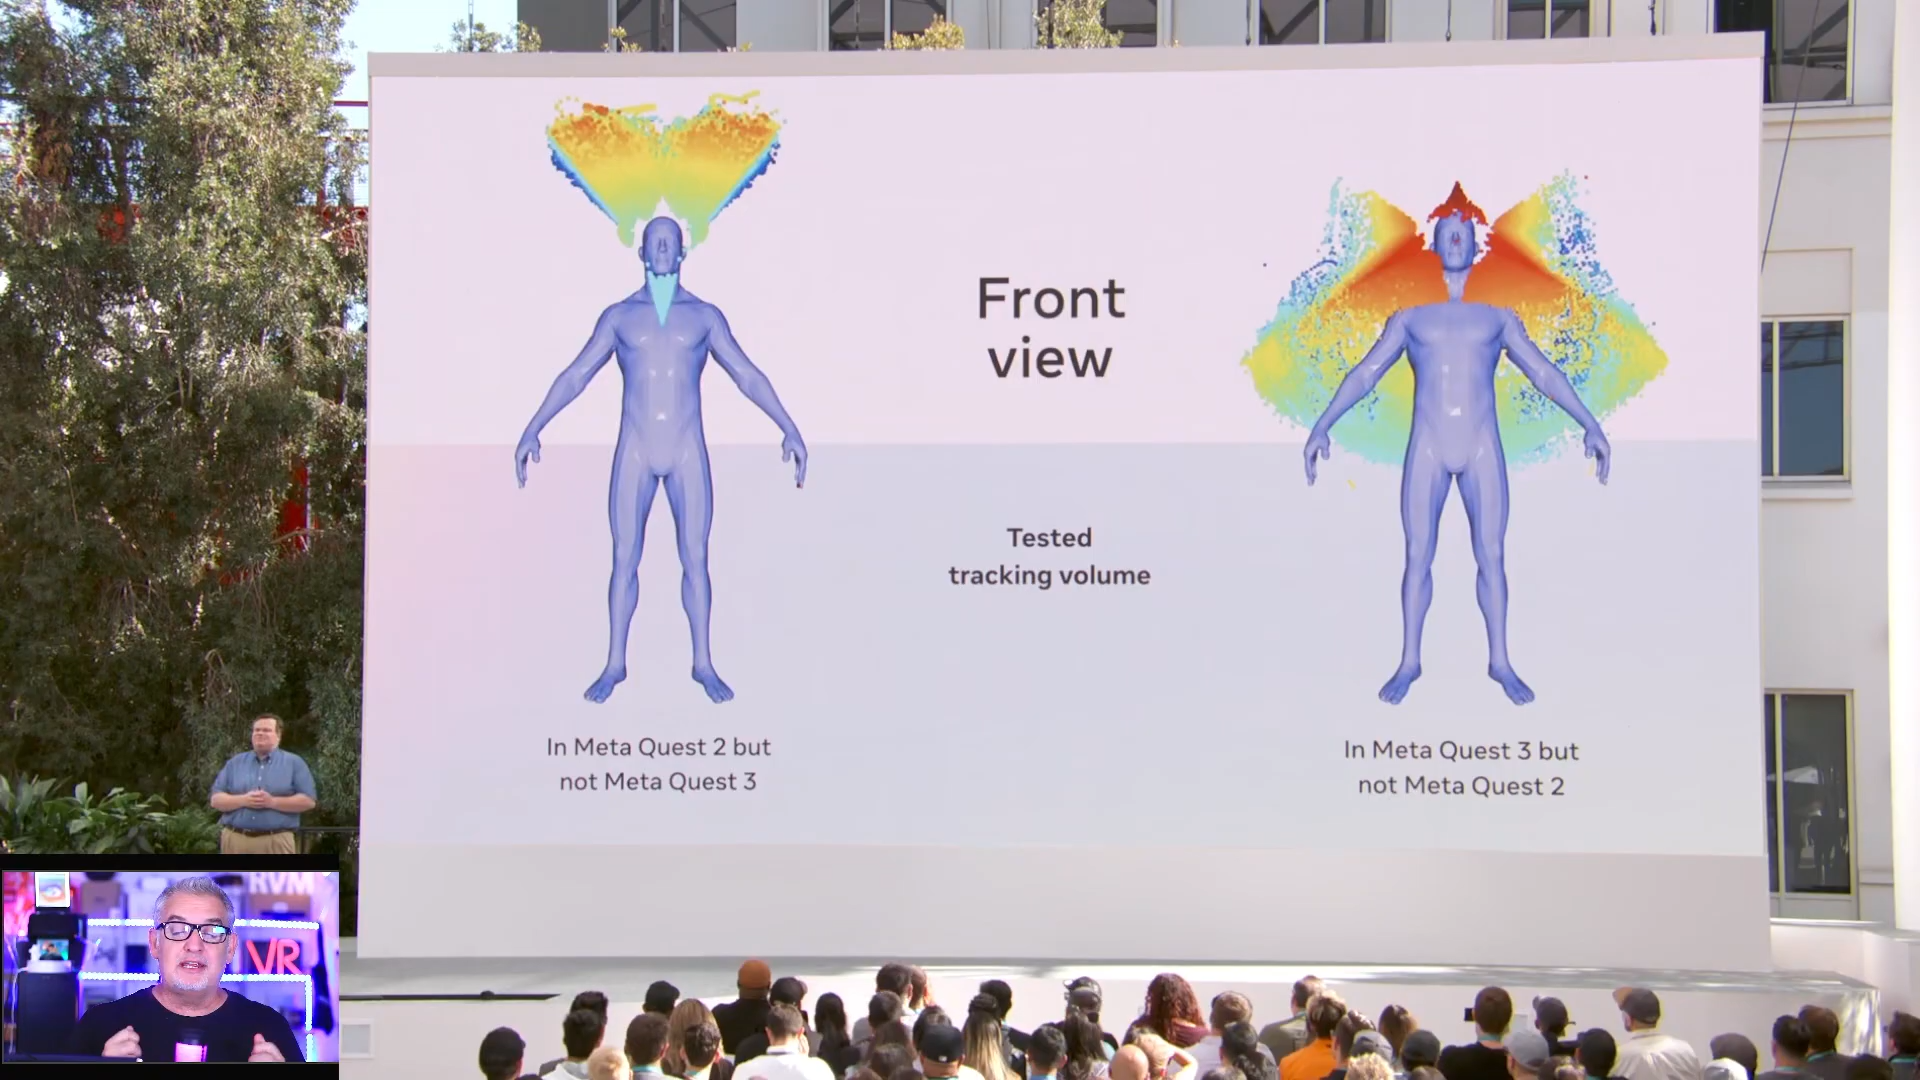 Front
view
Tested
tracking volume
In Meta Quest 2 but
not Meta Quest 3
In Meta Quest 3 but
not Meta Quest 2
RVM
VR